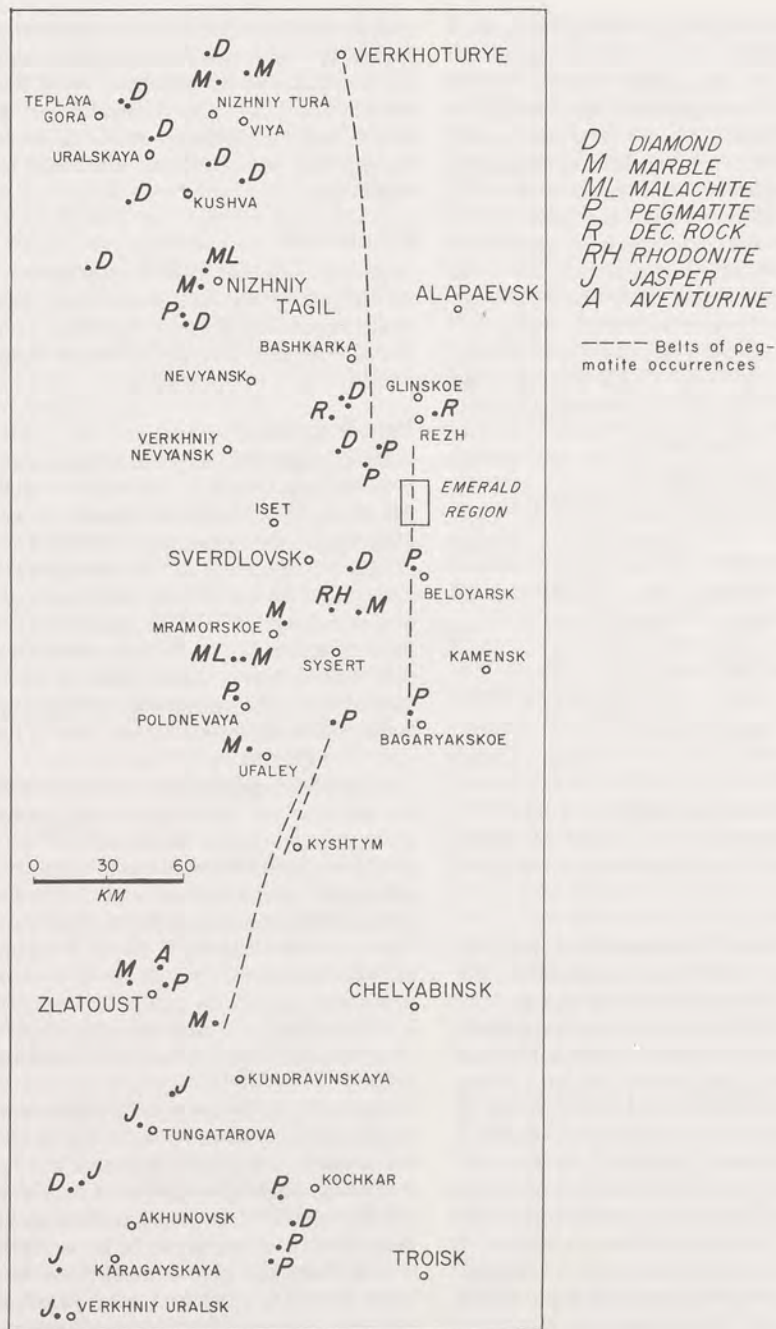 D
VERKHOTURYE
M
M
D
TEPLAYA
GORA
NIZHNIY TURA
VIYA
D
URALSKAYA
D
D
D
KUSHVA
D
ML
M
NIZHNIY
TAGIL
P
D
ALAPAEVSK
BASHKARKA
NEVYANSK
D
GLINSKOE
R
R
REZH
VERKHNIY
NEVYANSK
D
P
P
EMERALD
REGION
ISET
SVERDLOVSK
D
P
BELOYARSK
RH
M
M
MRAMORSKOE
ML
M
SYSERT
KAMENSK
P
POLDNEVAYA
P
P
BAGARYAKSKOE
M
UFALEY
KYSHTYM
0 30 60
KM
M
A
P
ZLATOUST
CHELYABINSK
M
KUNDRAVINSKAYA
J
J
TUNGATAROVA
D
J
P
KOCHKAR
AKHUNOVSK
D
P
J
KARAGAYSKAYA
P
TROISK
J
VERKHNIY URALSK
D DIAMOND
M MARBLE
ML MALACHITE
P PEGMATITE
R DEC. ROCK
RH RHODONITE
J JASPER
A AVENTURINE
Belts of peg-
matite occurrences